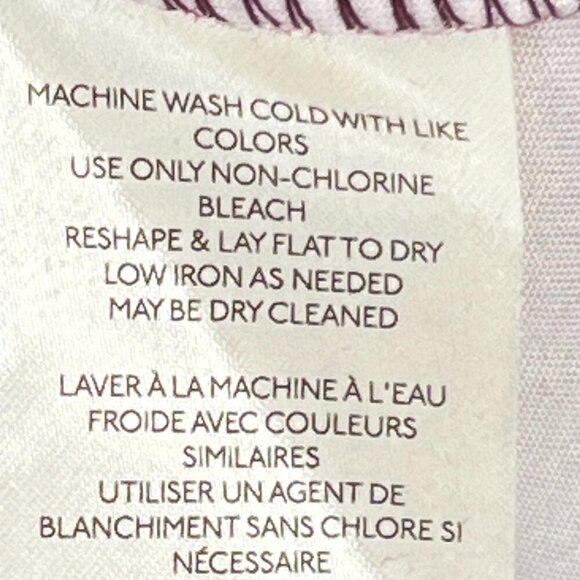 MACHINE WASH COLD WITH LIKE
COLORS
USE ONLY NON-CHLORINE
BLEACH
RESHAPE & LAY FLAT TO DRY
LOW IRON AS NEEDED
MAY BE DRY CLEANED
LAVER À LA MACHINE À L'EAU
FROIDE AVEC COULEURS
SIMILAIRES
UTILISER UN AGENT DE
BLANCHIMENT SANS CHLORE SI
NÉCESSAIRE